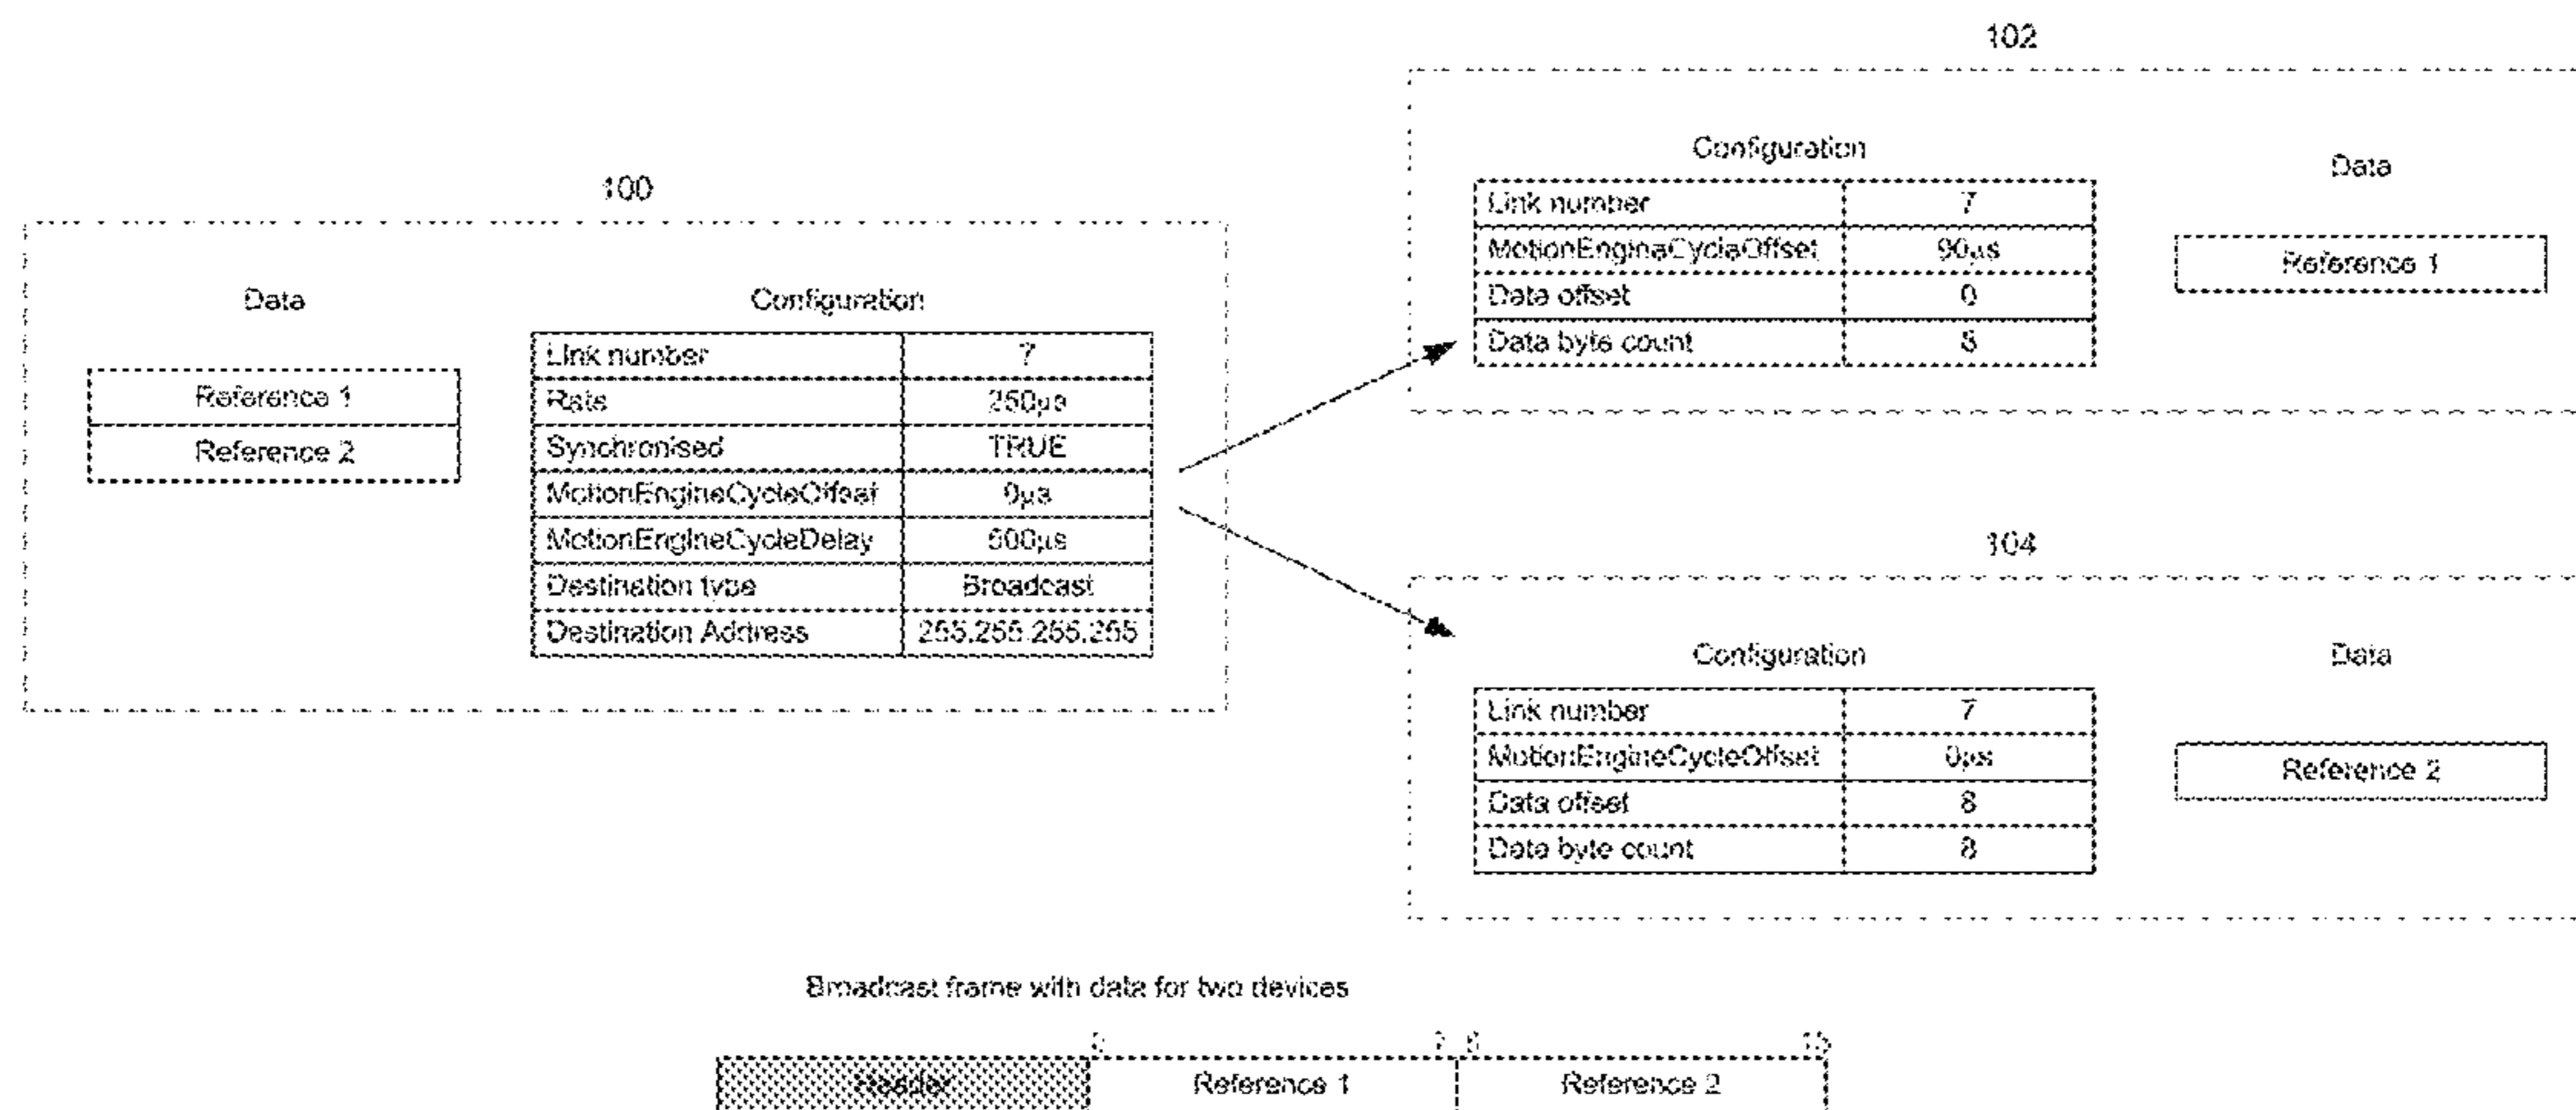 100
Data
Reference 1
Reference 2
Configuration
Link number 7
Rate 250µs
Synchronised TRUE
MotionEngineCycleOffset 0µs
MotionEngineCycleDelay
Destination type Broadcast
Destination Address 255.255.255.255
102
Configuration
Link number 7
MotionEngineCycleOffset 90µs
Data offset 0
Data byte count 8
Data
Reference 1
104
Configuration
Link number 7
MotionEngineCycleOffset 0µs
Data offset 8
Data byte count 8
Data
Reference 2
Broadcast frame with data for two devices
0 7 8 15
Header Reference 1 Reference 2